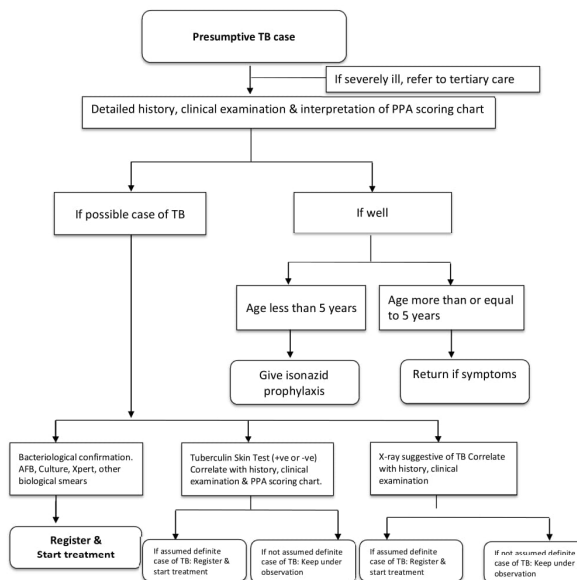 Presumptive TB case
If severely ill, refer to tertiary care
Detailed history, clinical examination & interpretation of PPA scoring chart
If possible case of TB
If well
Age less than 5 years
Age more than or equal
to 5 years
Give isonazid
prophylaxis
Return if symptoms
Bacteriological confirmation.
AFB, Culture, Xpert, other
biological smears
Tuberculin Skin Test (+ve or -ve)
Correlate with history, clinical
examination & PPA scoring chart.
X-ray suggestive of TB Correlate
with history, clinical
examination
Register &
Start treatment
If assumed definite
case of TB: Register &
start treatment
If not assumed definite
case of TB: Keep under
observation
If assumed definite
case of TB: Register &
start treatment
If not assumed definite
case of TB: Keep under
observation